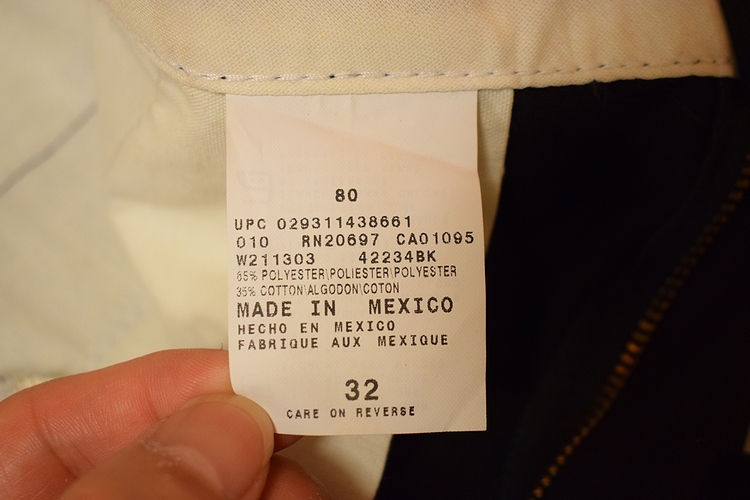 80
UPC 029311438661
010 RN20697 CA01095
W211303 42234BK
65% POLYESTER\POLIESTER\POLYESTER
35% COTTON\ALGODON\COTON
MADE IN MEXICO
HECHO EN MEXICO
FABRIQUE AUX MEXIQUE
32
CARE ON REVERSE